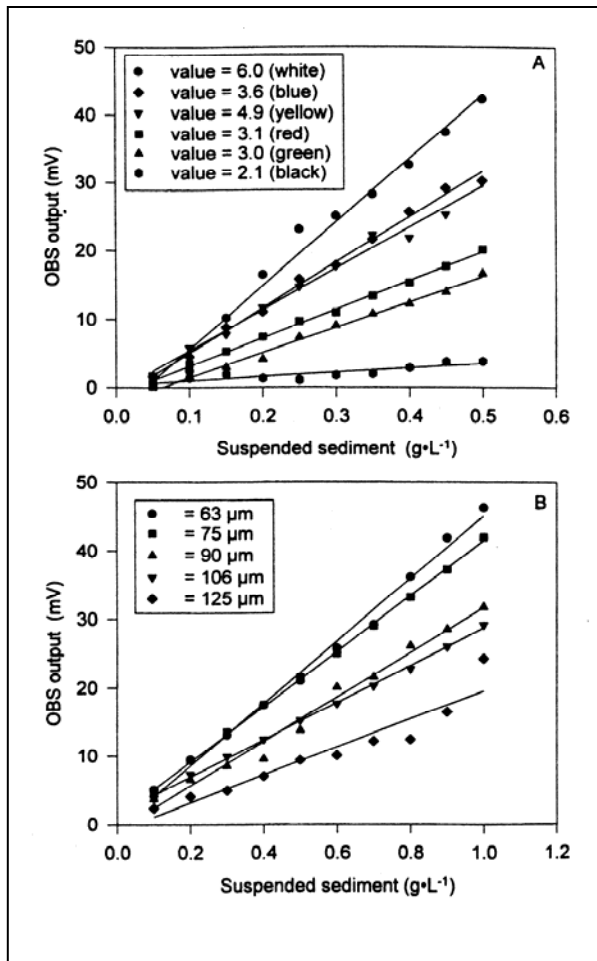 A
value = 6.0 (white)
value = 3.6 (blue)
value = 4.9 (yellow)
value = 3.1 (red)
value = 3.0 (green)
value = 2.1 (black)
50
40
30
20
10
0
OBS output (mV)
0.0 0.1 0.2 0.3 0.4 0.5 0.6
Suspended sediment (g•L-1)
B
= 63 µm
= 75 µm
= 90 µm
= 106 µm
= 125 µm
50
40
30
20
10
0
OBS output (mV)
0.0 0.2 0.4 0.6 0.8 1.0 1.2
Suspended sediment (g•L-1)